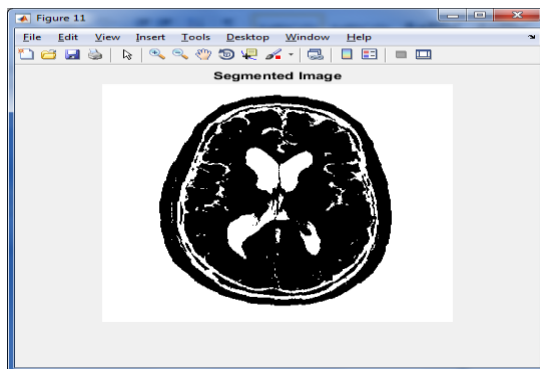 Figure 11
File Edit View Insert Tools Desktop Window Help
Segmented Image